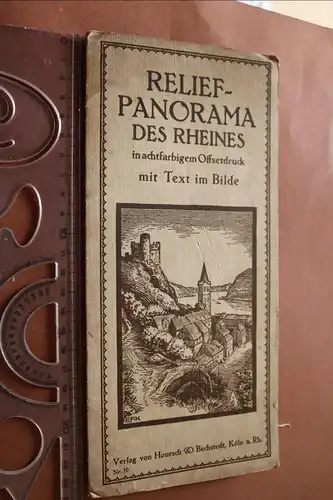 RELIEF-
PANORAMA
DES RHEINES
in achtfarbigem Offsetdruck
mit Text im Bilde
Verlag von Hoursch & Bechstedt, Köln a. Rh.
Nr. 70